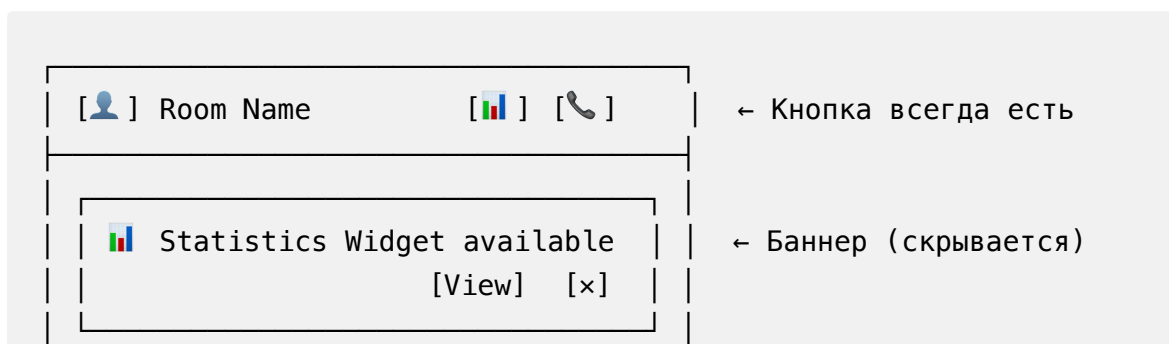 [👤] Room Name [📊] [📞] ← Кнопка всегда есть
📊 Statistics Widget available ← Баннер (скрывается)
[View] [×]